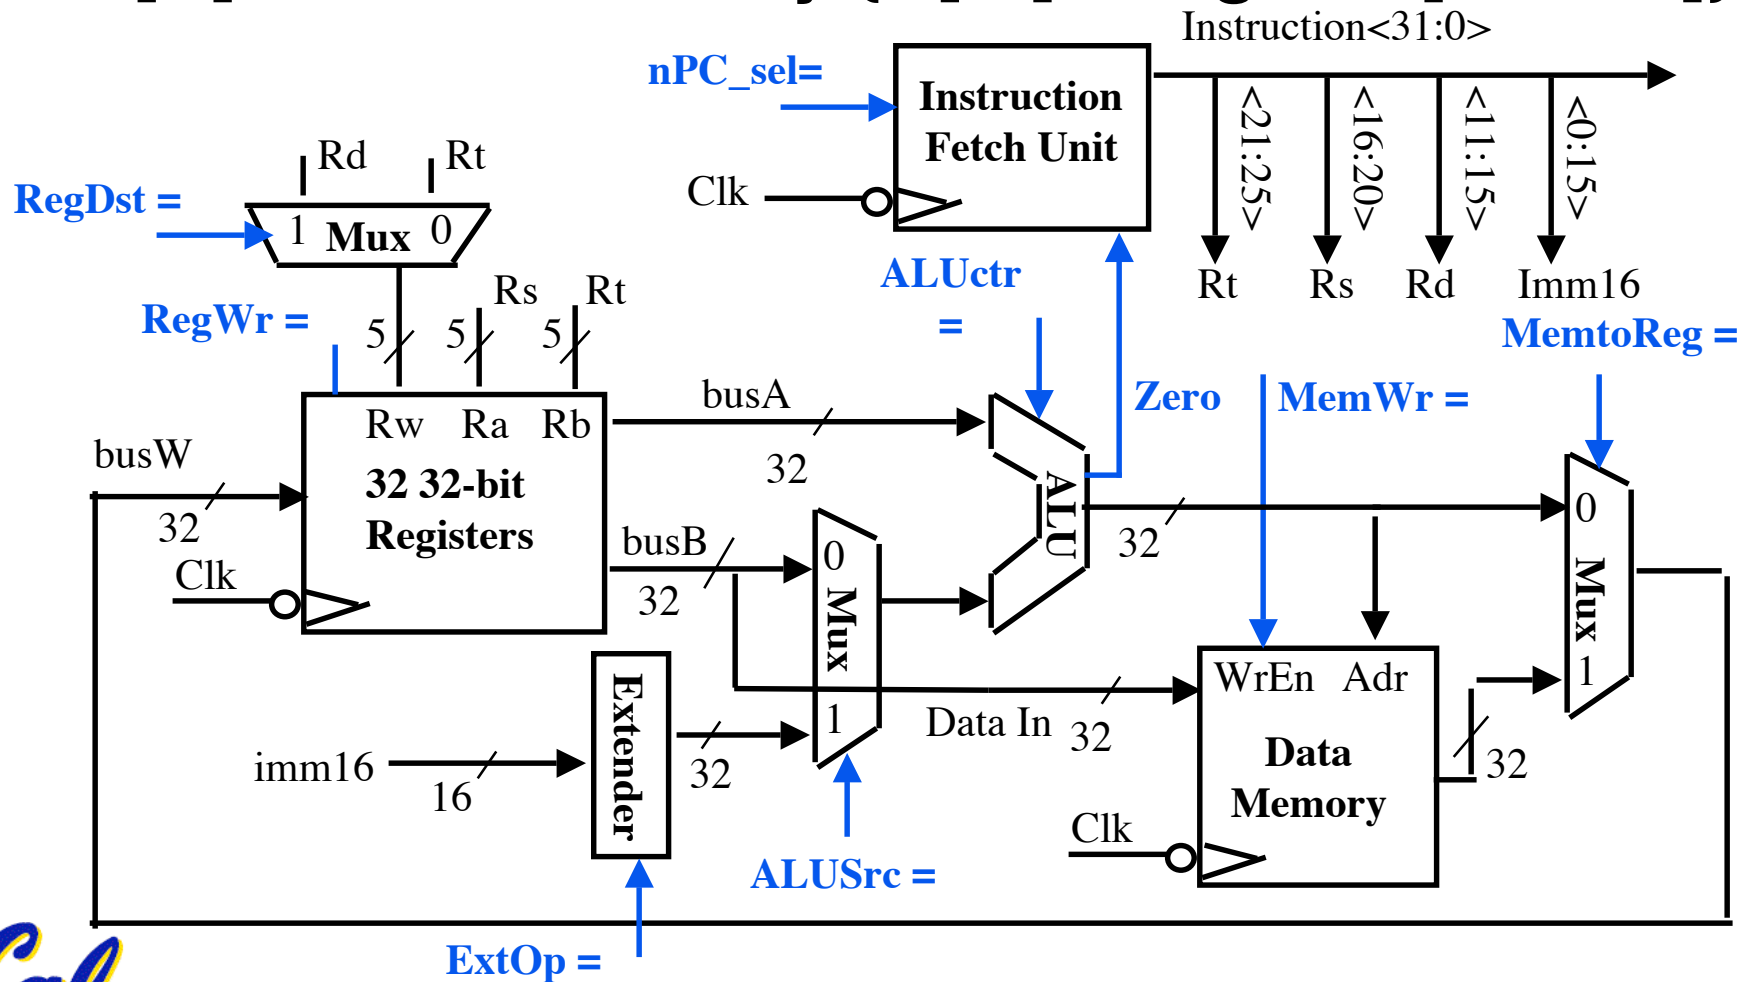 Instruction<31:0>
nPC_sel=
Instruction
Fetch Unit
Clk
<21:25>
<16:20>
<11:15>
<0:15>
Rt
Rs
Rd
Imm16
Rd
Rt
RegDst =
1 Mux 0
ALUctr
=
RegWr =
Rs
Rt
5
5
5
MemtoReg =
Zero
MemWr =
busA
32
busW
32
Rw Ra Rb
32 32-bit
Registers
Clk
busB
32
0
Mux
1
ALU
32
0
Mux
1
Extender
imm16
16
32
Data In
32
WrEn Adr
Data
Memory
32
Clk
ALUSrc =
ExtOp =
Cal